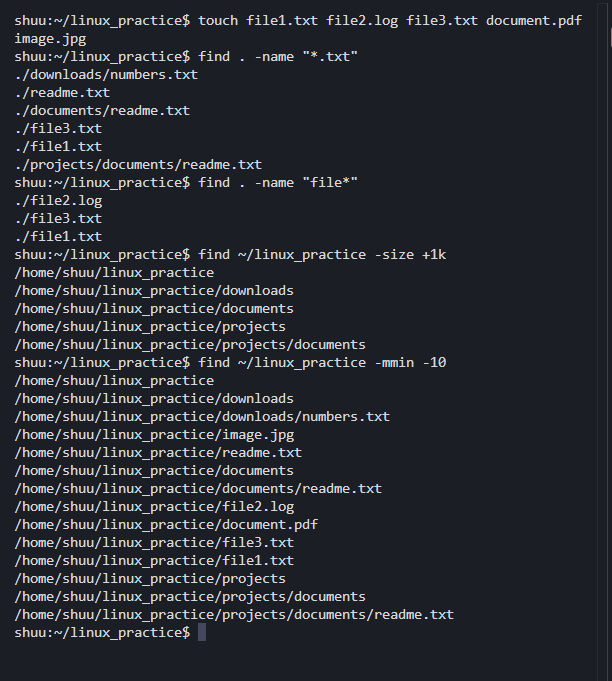 shuu:~/linux_practice$ touch file1.txt file2.log file3.txt document.pdf
image.jpg
shuu:~/linux_practice$ find . -name "*.txt"
./downloads/numbers.txt
./readme.txt
./documents/readme.txt
./file3.txt
./file1.txt
./projects/documents/readme.txt
shuu:~/linux_practice$ find . -name "file*"
./file2.log
./file3.txt
./file1.txt
shuu:~/linux_practice$ find ~/linux_practice -size +1k
/home/shuu/linux_practice
/home/shuu/linux_practice/downloads
/home/shuu/linux_practice/documents
/home/shuu/linux_practice/projects
/home/shuu/linux_practice/projects/documents
shuu:~/linux_practice$ find ~/linux_practice -mmin -10
/home/shuu/linux_practice
/home/shuu/linux_practice/downloads
/home/shuu/linux_practice/downloads/numbers.txt
/home/shuu/linux_practice/image.jpg
/home/shuu/linux_practice/readme.txt
/home/shuu/linux_practice/documents
/home/shuu/linux_practice/documents/readme.txt
/home/shuu/linux_practice/file2.log
/home/shuu/linux_practice/document.pdf
/home/shuu/linux_practice/file3.txt
/home/shuu/linux_practice/file1.txt
/home/shuu/linux_practice/projects
/home/shuu/linux_practice/projects/documents
/home/shuu/linux_practice/projects/documents/readme.txt
shuu:~/linux_practice$